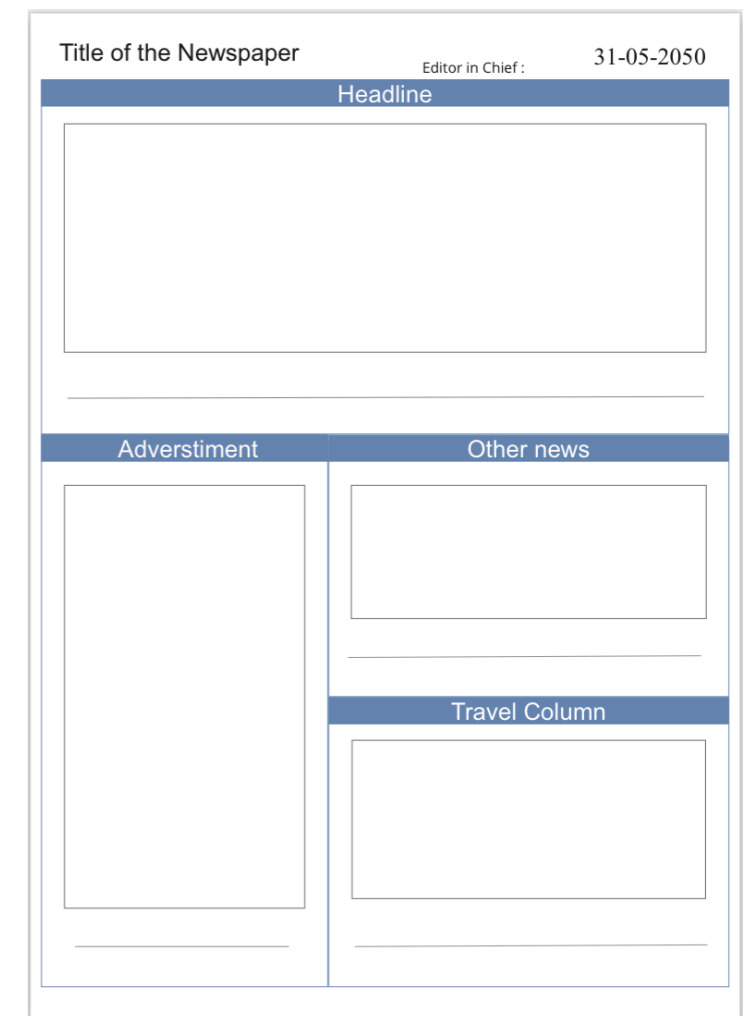 Title of the Newspaper
Editor in Chief :
31-05-2050
Headline
Adverstiment
Other news
Travel Column